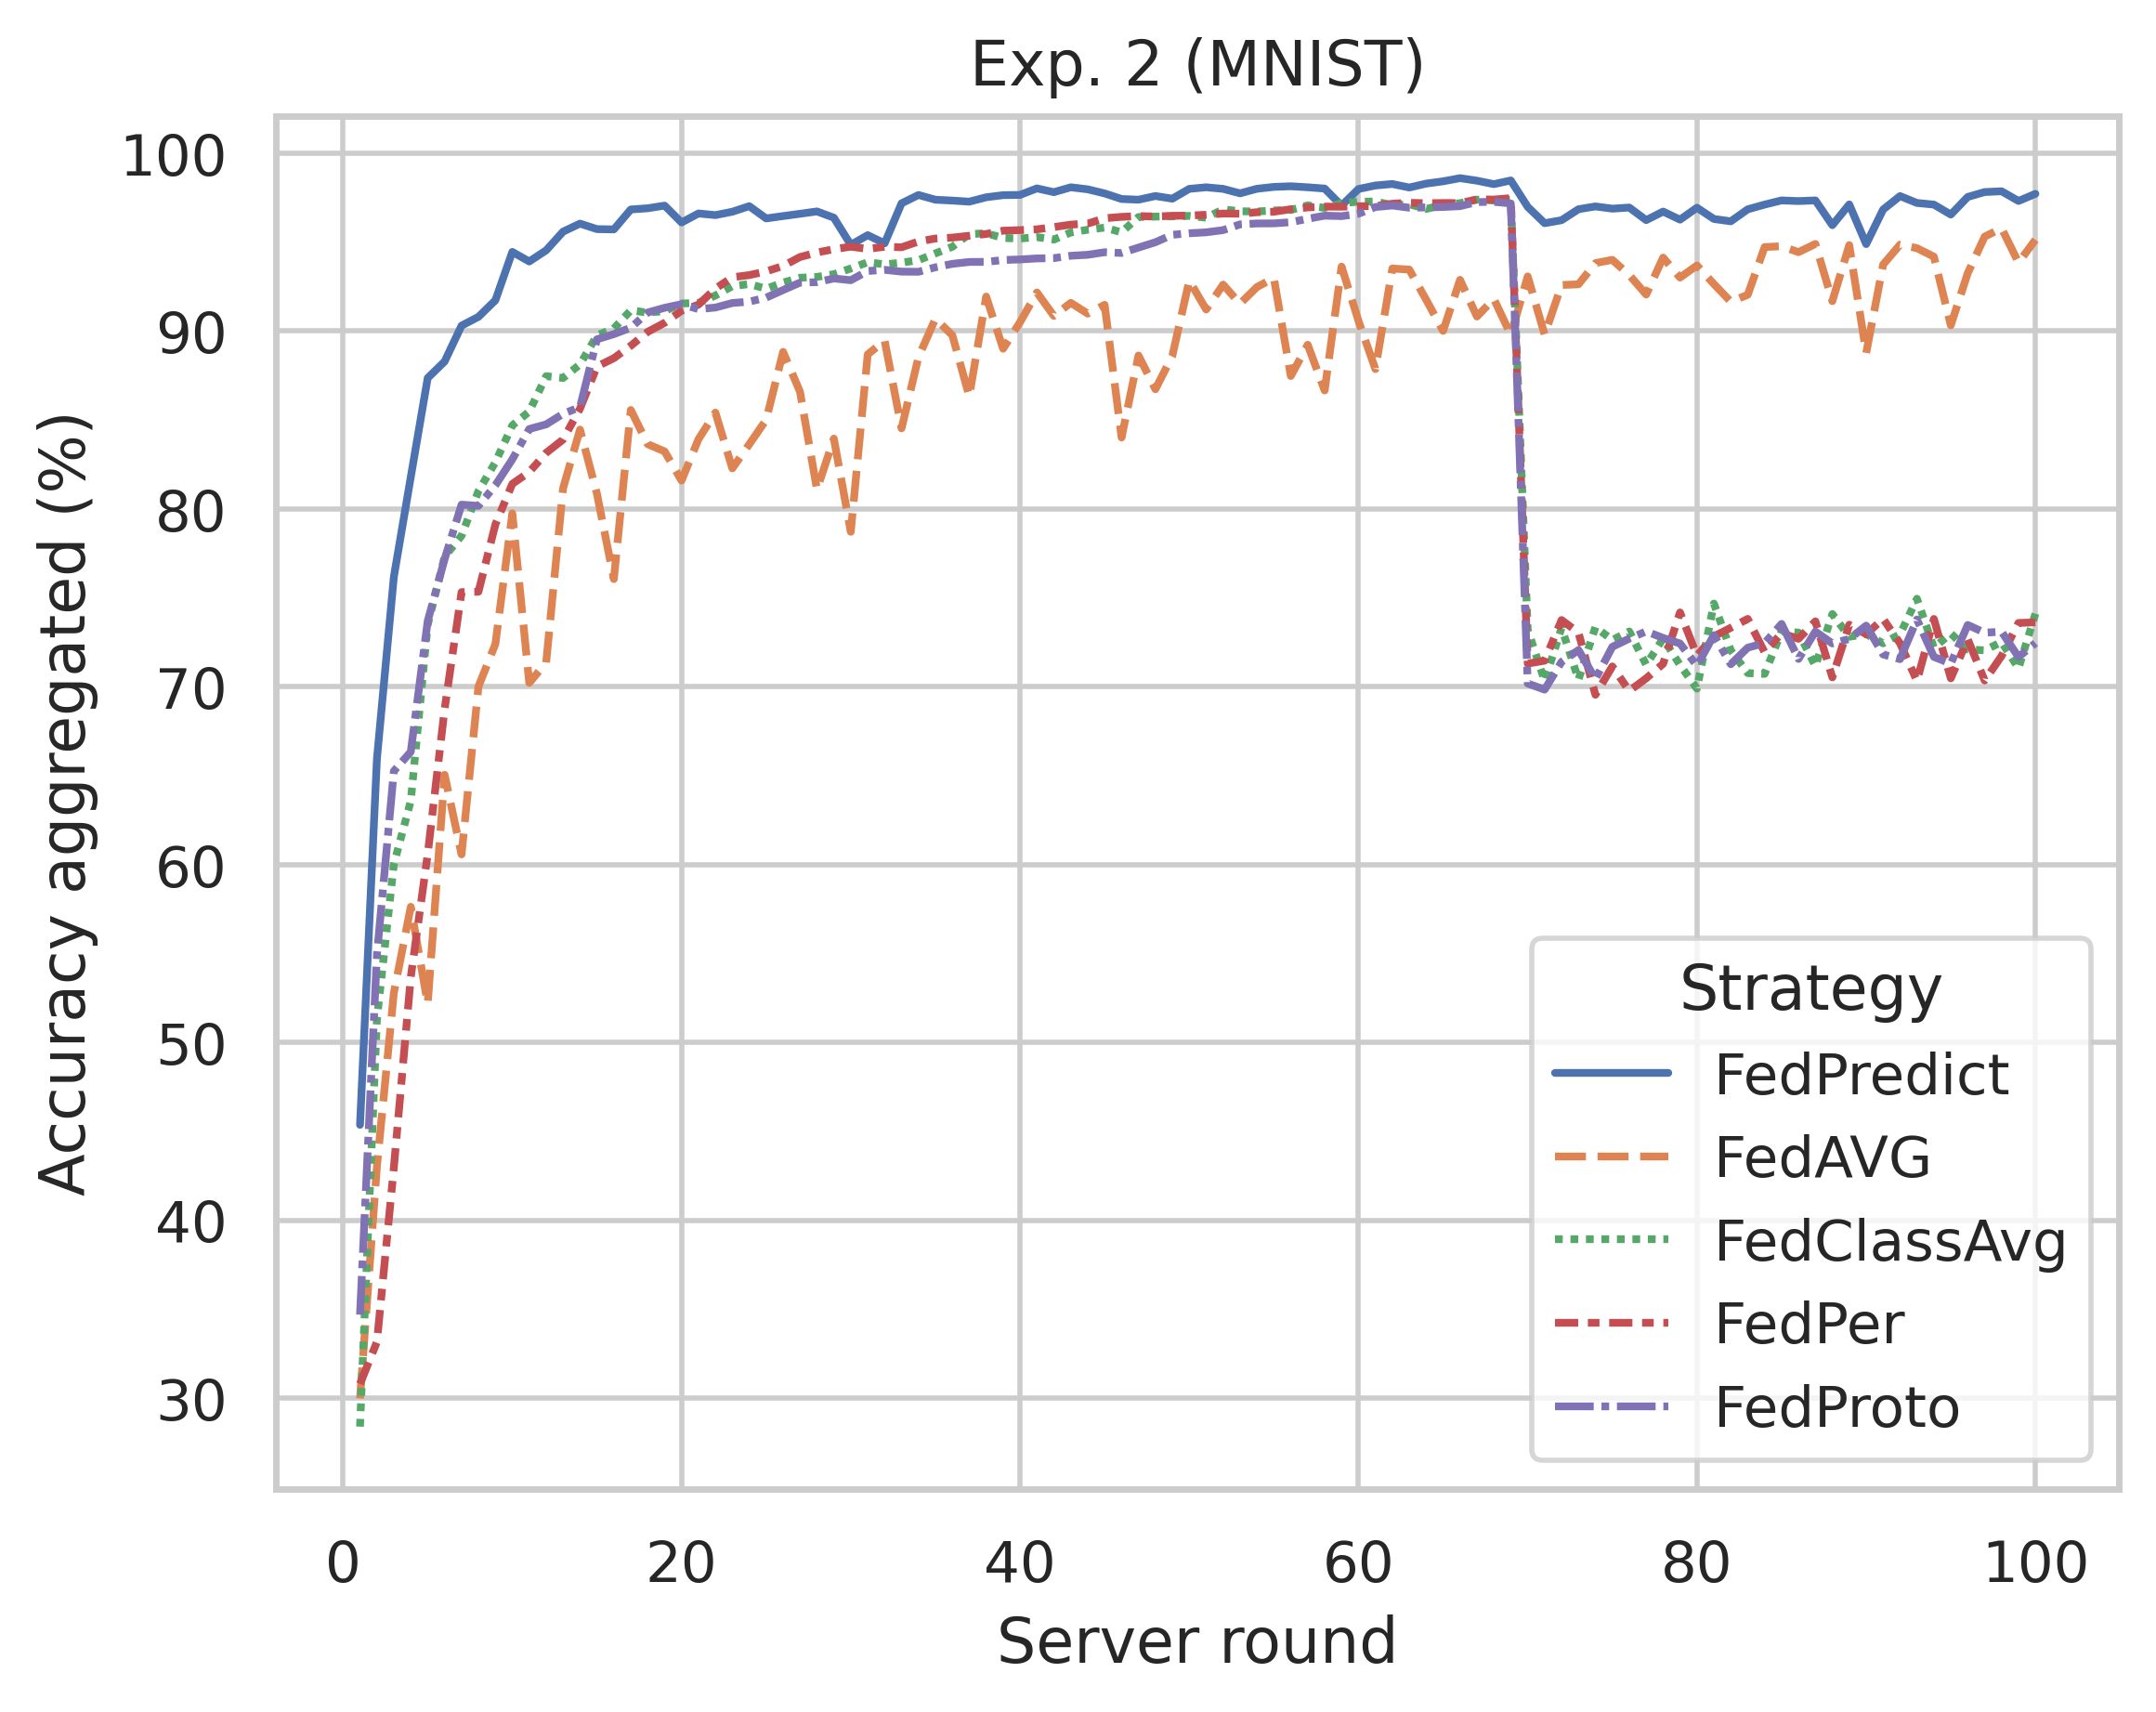 Exp. 2 (MNIST)
Accuracy aggregated (%)
100
90
80
70
60
50
40
30
0 20 40 60 80 100
Server round
Strategy
FedPredict
FedAVG
FedClassAvg
FedPer
FedProto